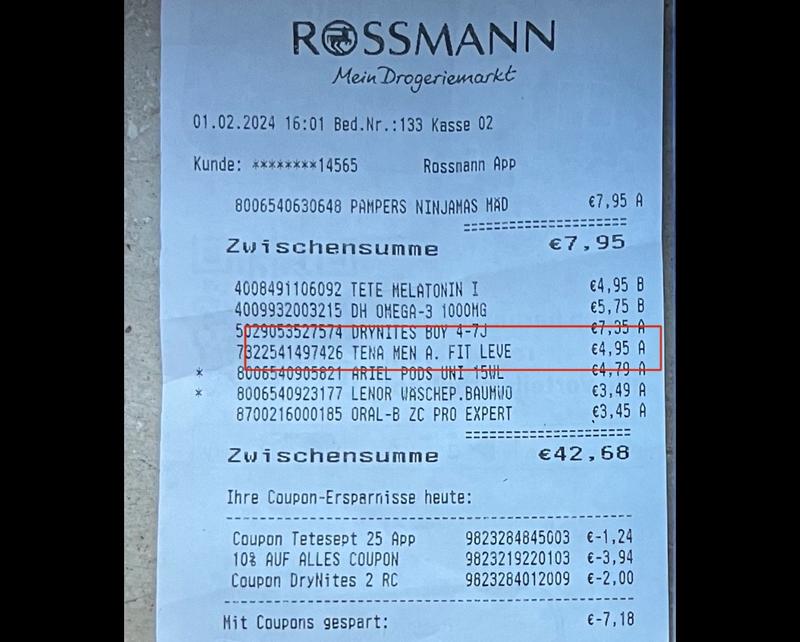 ROSSMANN
Mein Drogeriemarkt
01.02.2024 16:01 Bed.Nr.:133 Kasse 02
Kunde: ********14565 Rossmann App
8006540630648 PAMPERS NINJAMAS MÄD €7,95 A
====================
Zwischensumme €7,95
4008491106092 TETE MELATONIN I €4,95 B
4009932003215 DH OMEGA-3 1000MG €5,75 B
5029053527574 DRYNITES BOY 4-7J €7,35 A
7322541497426 TENA MEN A. FIT LEVE €4,95 A
* 8006540905821 ARIEL PODS UNI 15WL €4,79 A
* 8006540923177 LENOR WÄSCHEP.BAUMWO €3,49 A
8700216000185 ORAL-B ZC PRO EXPERT €3,45 A
====================
Zwischensumme €42,68
Ihre Coupon-Ersparnisse heute:
--------------------------------------------------
Coupon Tetesept 25 App 9823284845003 €-1,24
10% AUF ALLES COUPON 9823219220103 €-3,94
Coupon DryNites 2 RC 9823284012009 €-2,00
--------------------------------------------------
Mit Coupons gespart: €-7,18